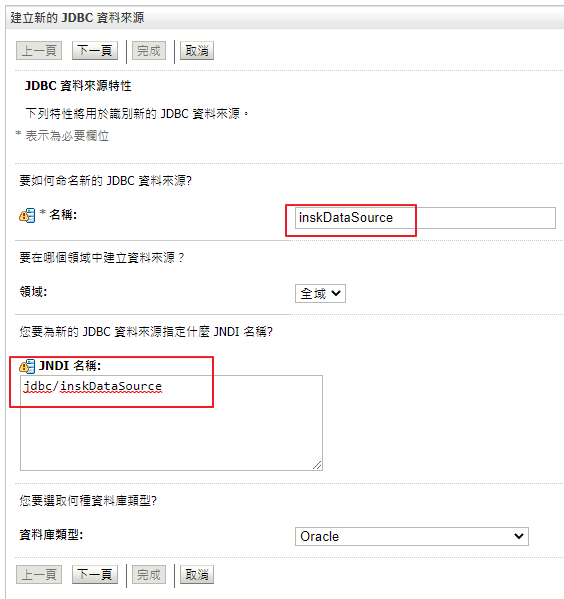 建立新的 JDBC 資料來源
上一頁 下一頁 完成 取消
JDBC 資料來源特性
下列特性將用於識別新的 JDBC 資料來源。
* 表示為必要欄位
要如何命名新的 JDBC 資料來源?
* 名稱: inskDataSource
要在哪個領域中建立資料來源？
領域: 全域
您要為新的 JDBC 資料來源指定什麼 JNDI 名稱?
JNDI 名稱:
jdbc/inskDataSource
您要選取何種資料庫類型?
資料庫類型: Oracle
上一頁 下一頁 完成 取消